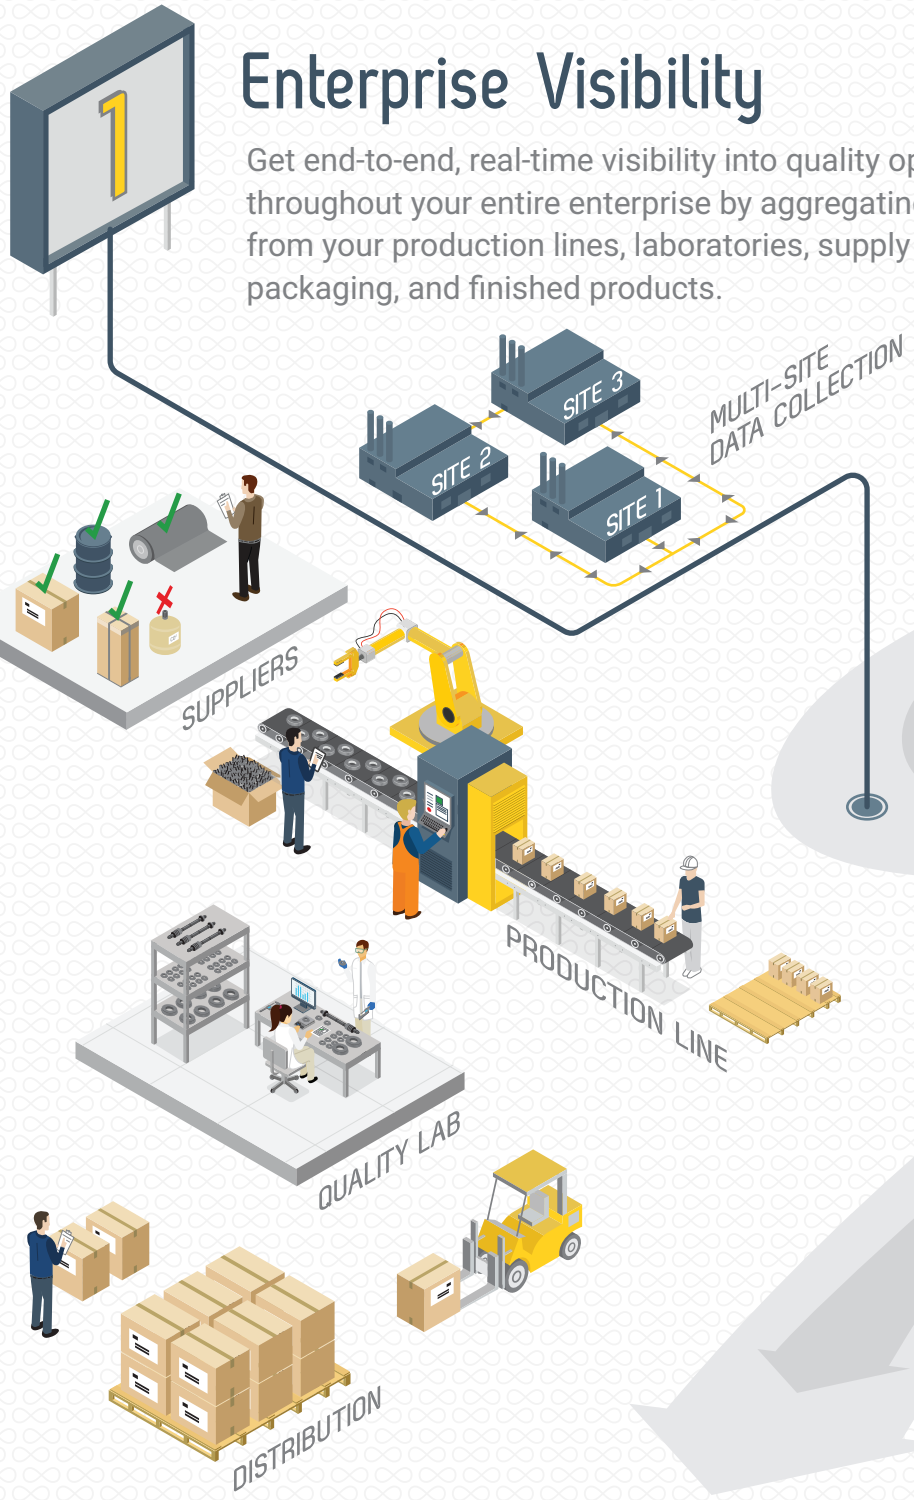 1
Enterprise Visibility
Get end-to-end, real-time visibility into quality
throughout your entire enterprise by
from your production lines, laboratories, supply
packaging, and finished products.
SITE 3
MULTI-SITE
DATA COLLECTION
SITE 2
SITE 1
SUPPLIERS
PRODUCTION LINE
QUALITY LAB
DISTRIBUTION